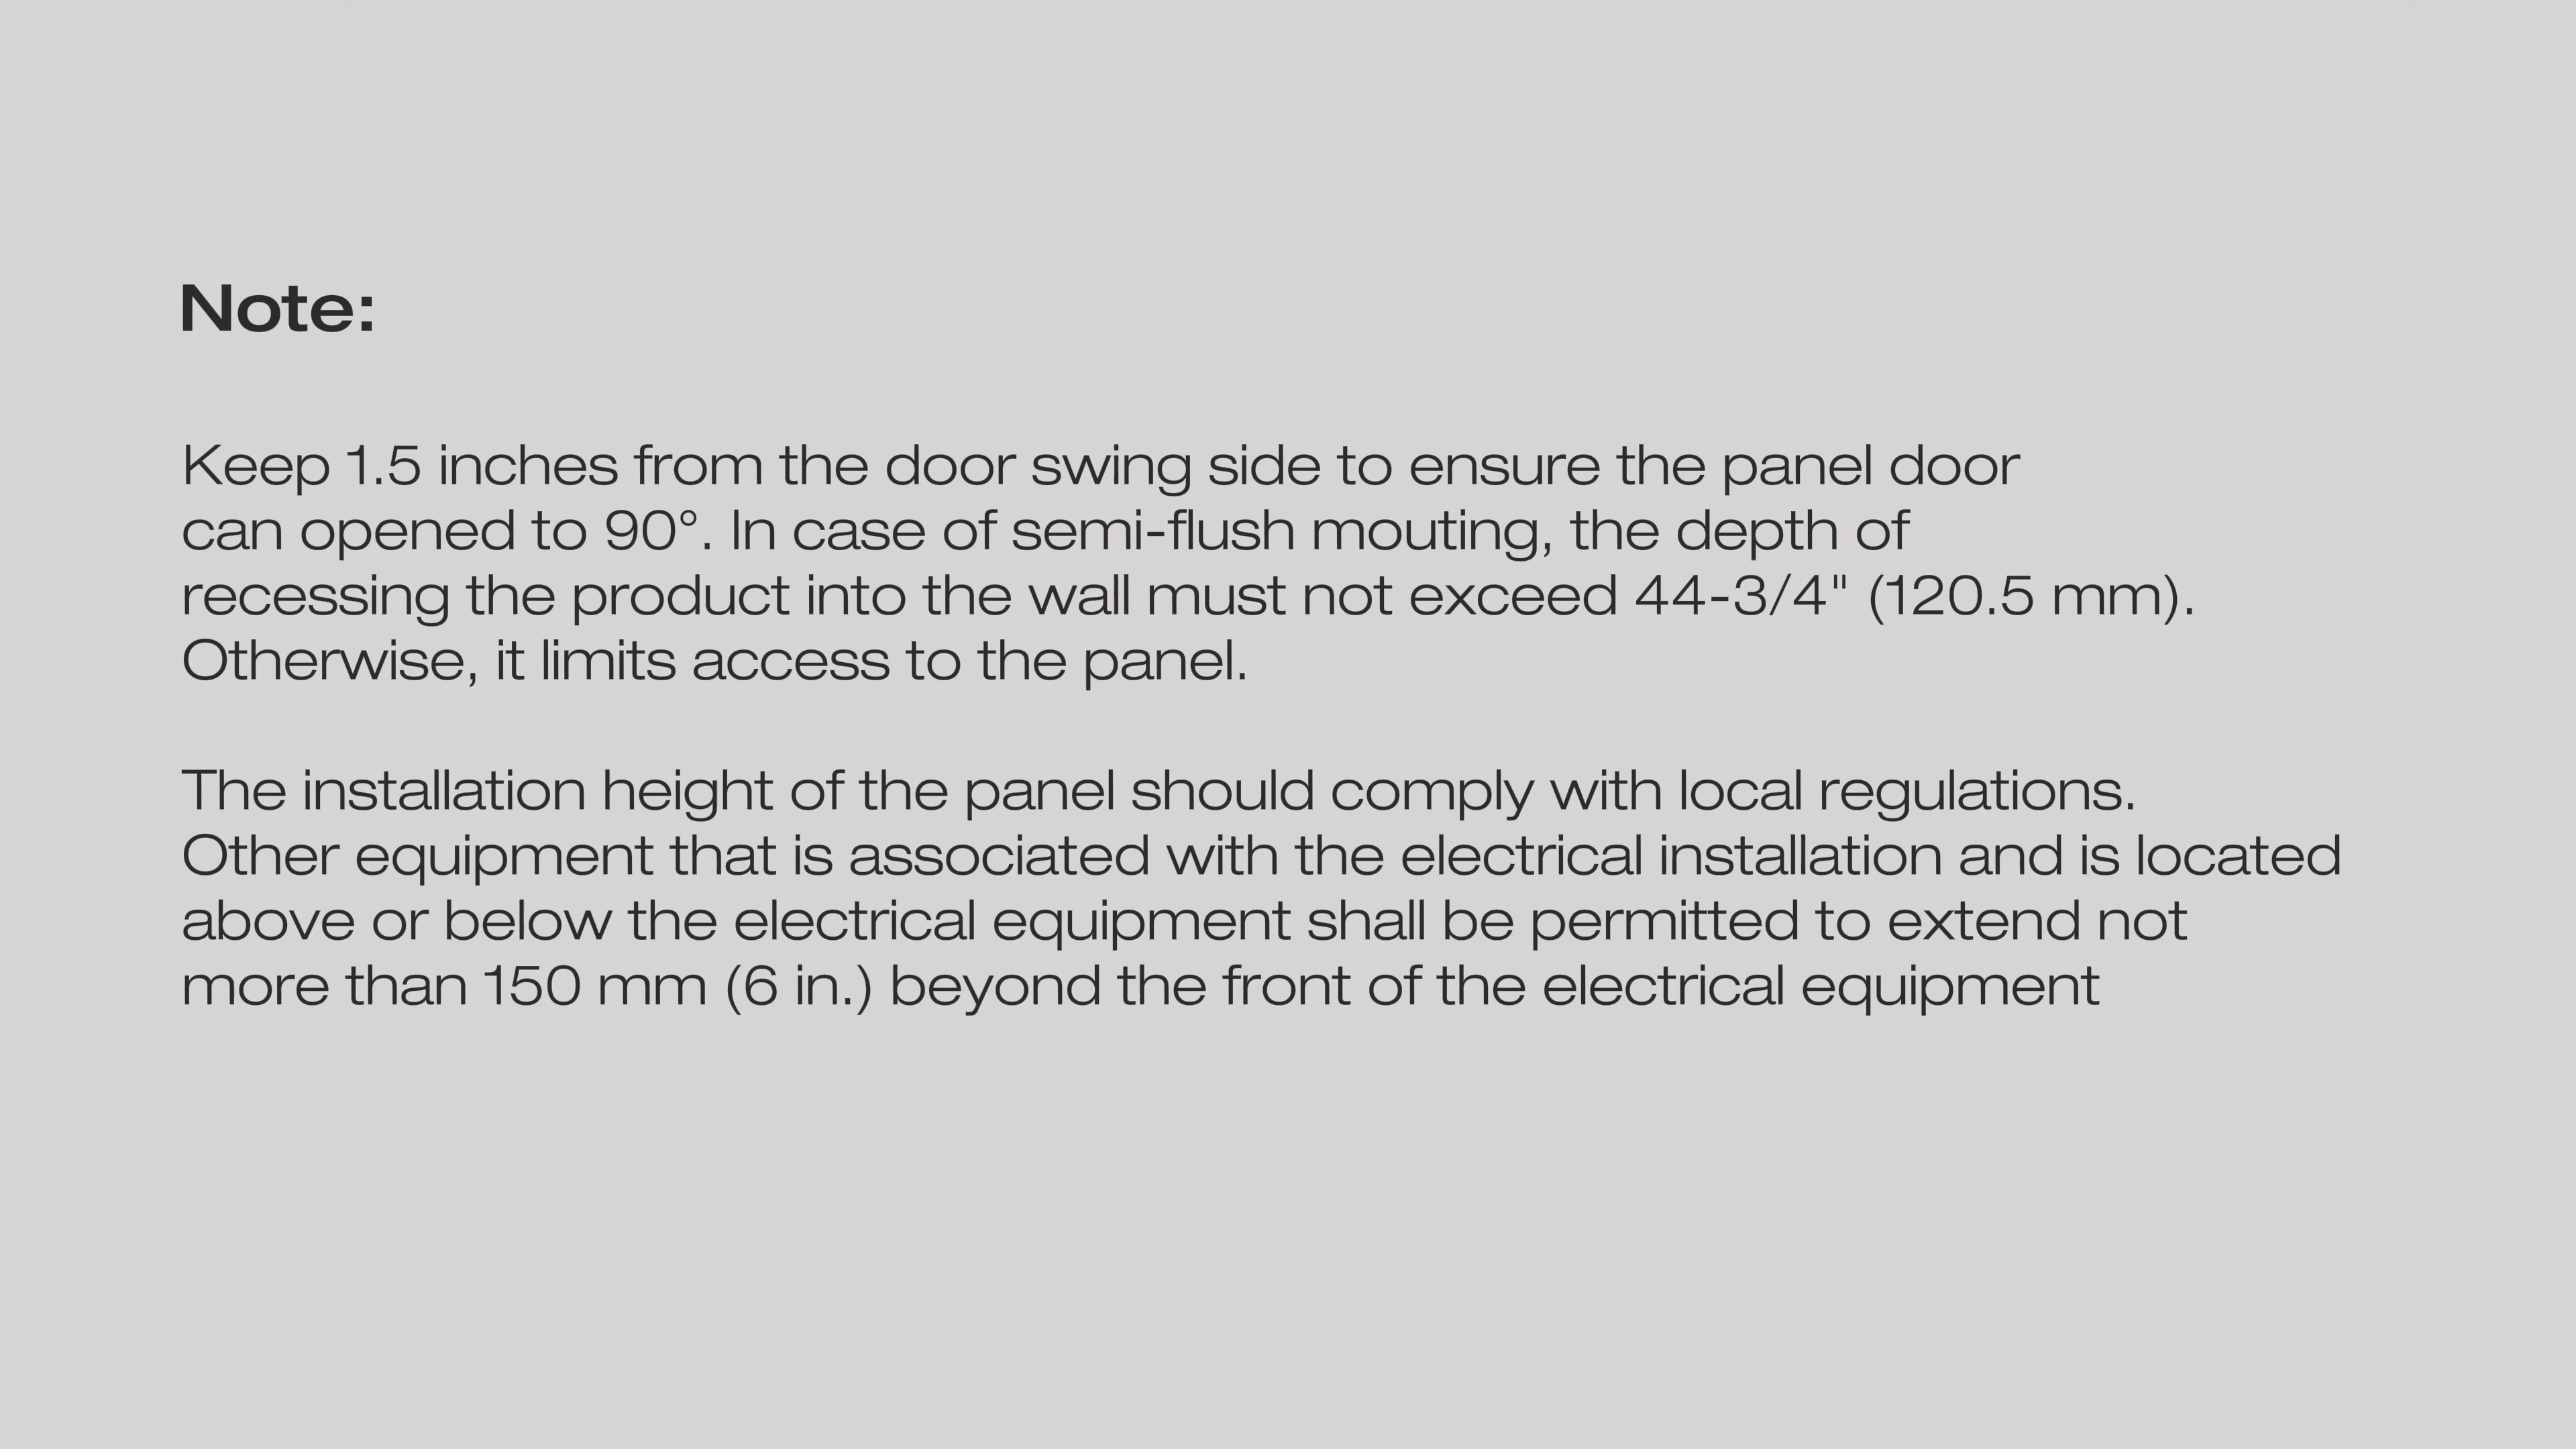 Note:
Keep 1.5 inches from the door swing side to ensure the panel door
can opened to 90°. In case of semi-flush mouting, the depth of
recessing the product into the wall must not exceed 44-3/4" (120.5 mm).
Otherwise, it limits access to the panel.
The installation height of the panel should comply with local regulations.
Other equipment that is associated with the electrical installation and is located
above or below the electrical equipment shall be permitted to extend not
more than 150 mm (6 in.) beyond the front of the electrical equipment